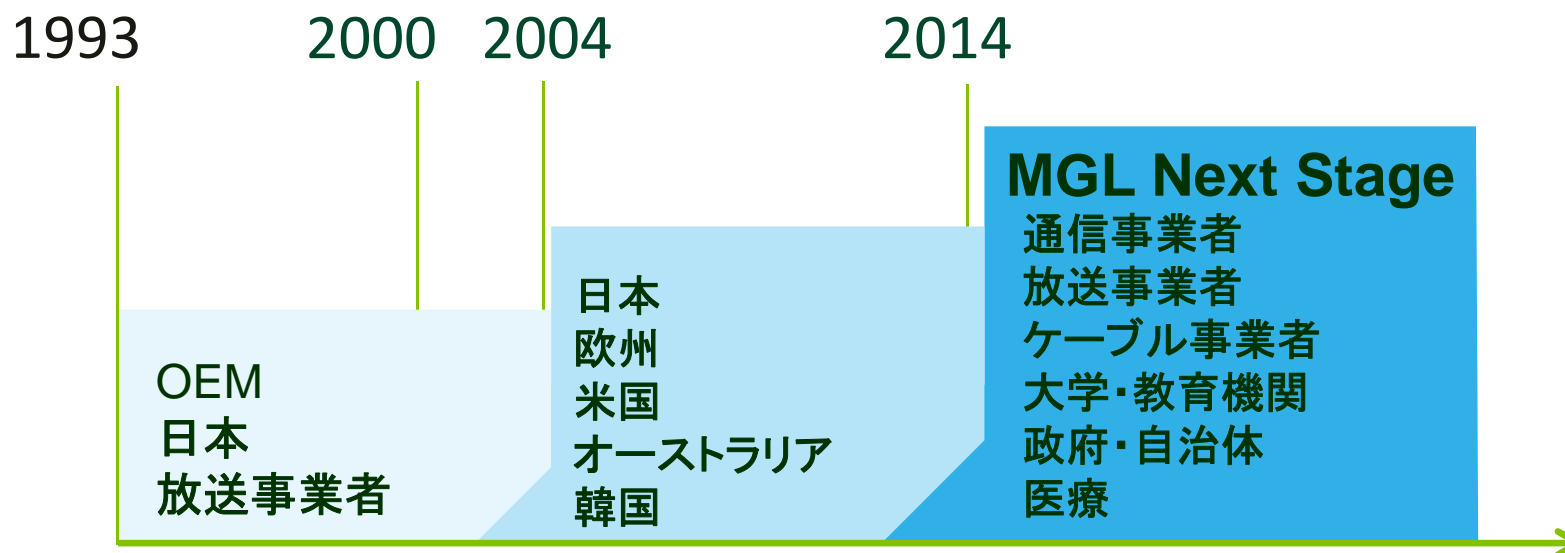 1993 2000 2004 2014
OEM
日本
放送事業者
日本
欧州
米国
オーストラリア
韓国
MGL Next Stage
通信事業者
放送事業者
ケーブル事業者
大学・教育機関
政府・自治体
医療